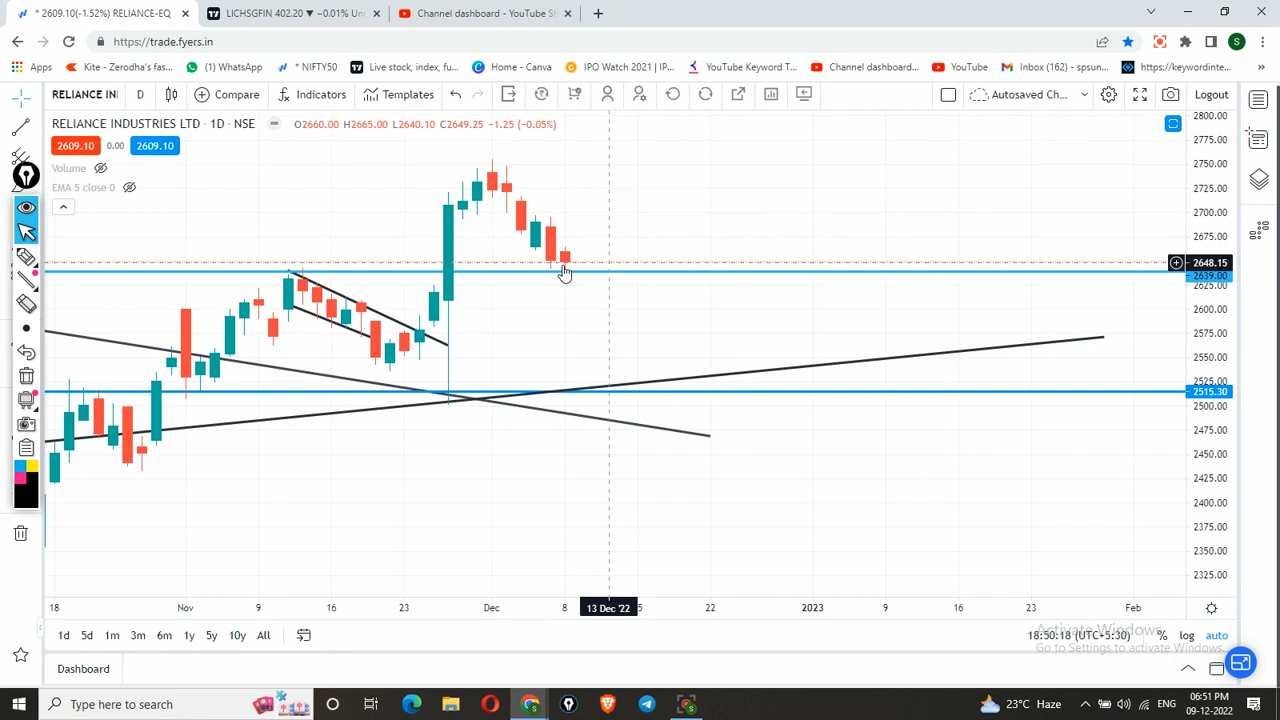 * 2609.10(-1.52%) RELIANCE-EQ
LICHSGFIN 402.20 ▼ −0.01% Un
Channel dashboard - YouTube St
https://trade.fyers.in
S
Apps
Kite - Zerodha's fas...
(1) WhatsApp
* NIFTY50
Live stock, index, fu...
Home - Canva
IPO Watch 2021 | IP...
YouTube Keyword T...
Channel dashboard...
YouTube
Inbox (162) - spsun...
https://keywordinte...
RELIANCE IN
D
Compare
Indicators
Templates
Autosaved Cha...
Logout
RELIANCE INDUSTRIES LTD · 1D · NSE
O2660.00 H2665.00 L2640.10 C2649.25 −1.25 (−0.05%)
2609.10
0.00
2609.10
Volume
EMA 5 close 0
2800.00
2775.00
2750.00
2725.00
2700.00
2675.00
2648.15
2639.00
2625.00
2600.00
2575.00
2550.00
2525.00
2515.30
2500.00
2475.00
2450.00
2425.00
2400.00
2375.00
2350.00
2325.00
18
Nov
9
16
23
Dec
8
13 Dec '22
5
22
2023
9
16
23
Feb
1d 5d 1m 3m 6m 1y 5y 10y All
18:50:18 (UTC+5:30)
%
log
auto
Activate Windows
Go to Settings to activate Windows.
Dashboard
Type here to search
23°C Haze
ENG
06:51 PM
09-12-2022